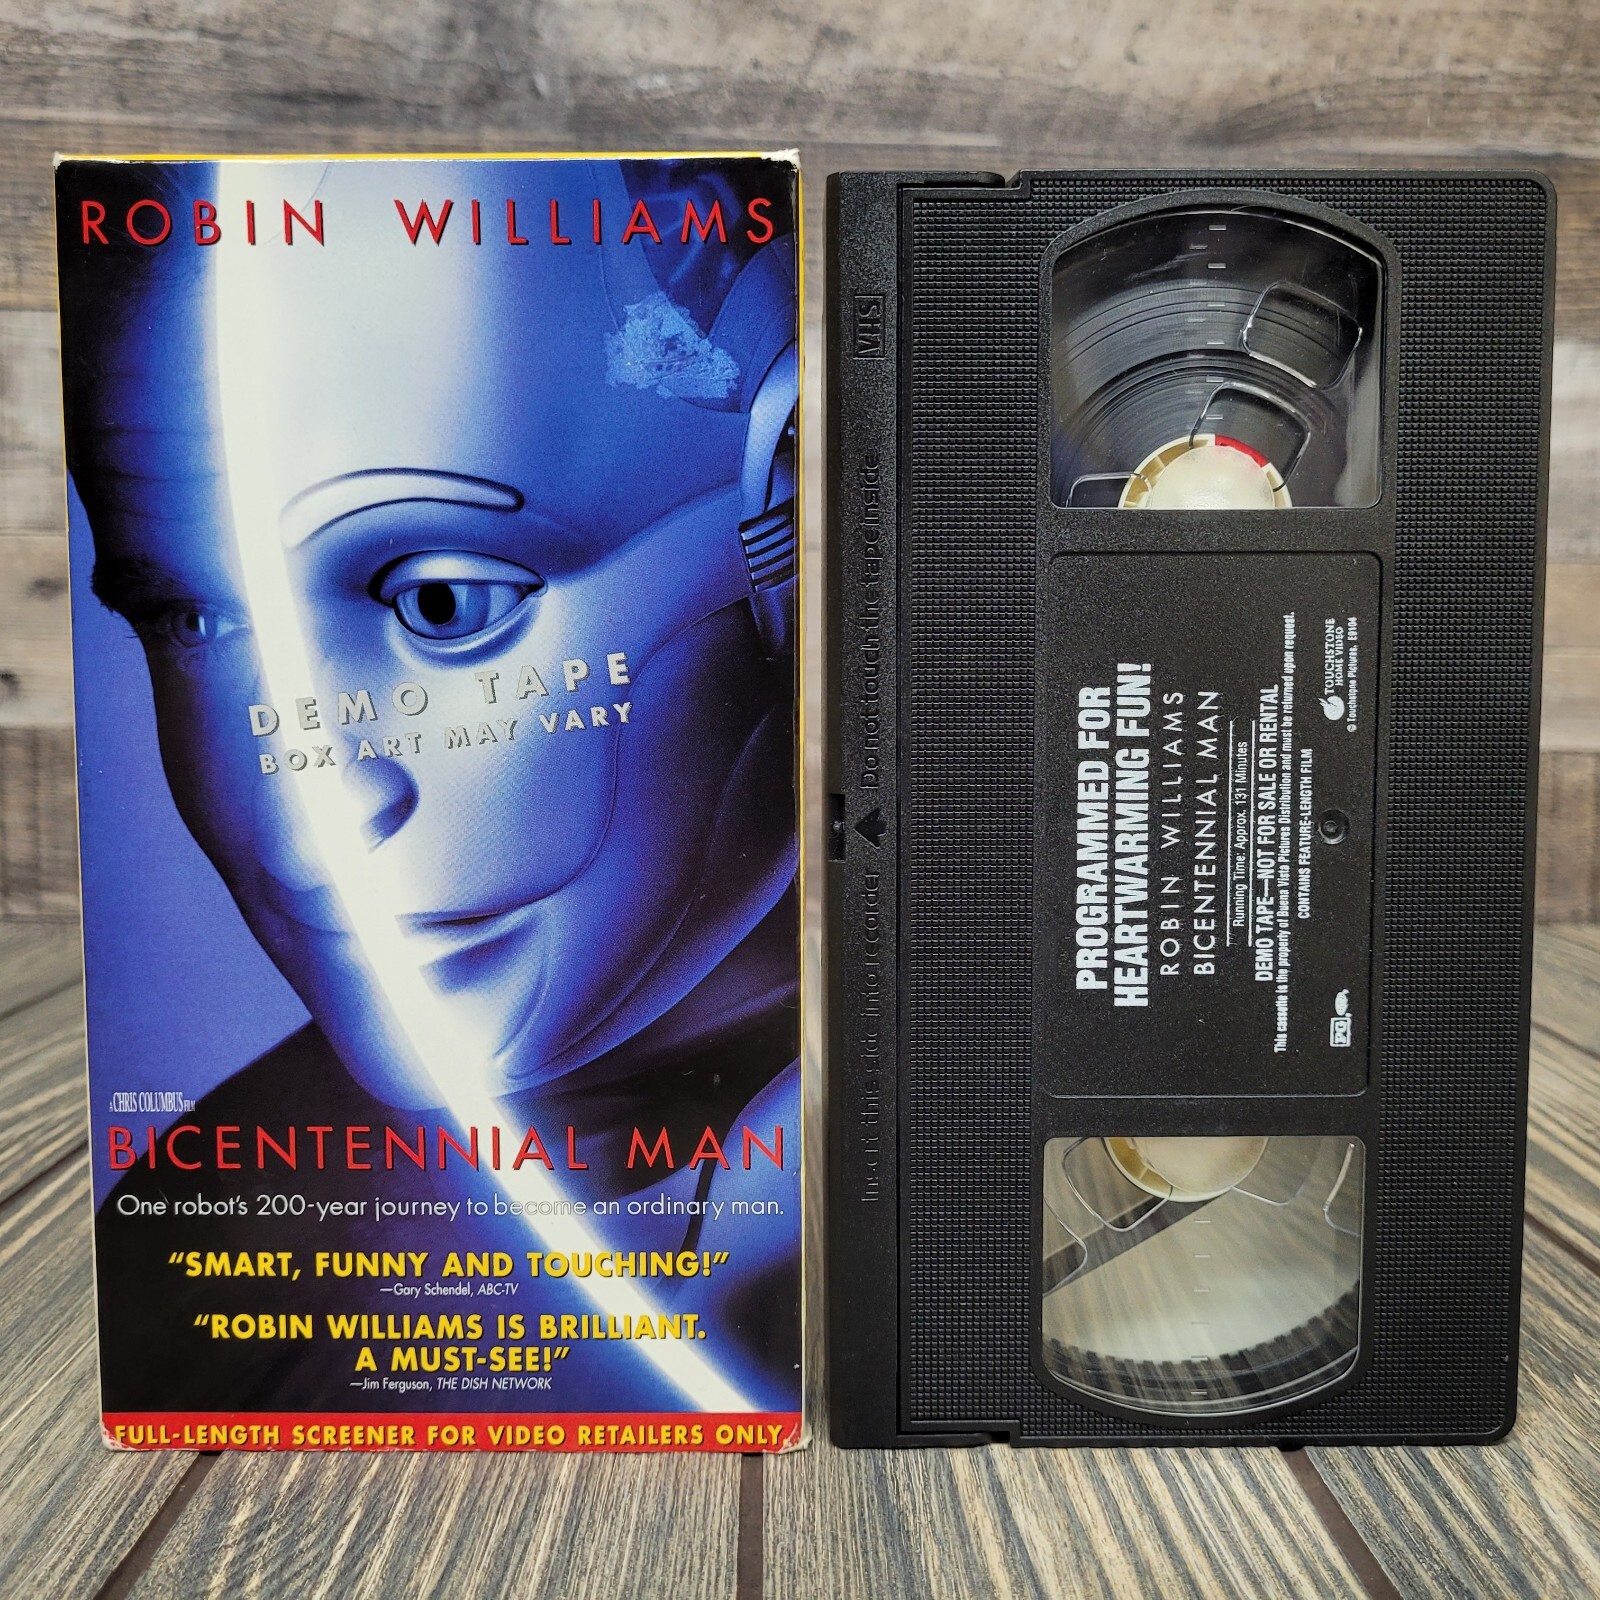 ROBIN WILLIAMS
DEMO TAPE
BOX ART MAY VARY
A CHRIS COLUMBUS FILM
BICENTENNIAL MAN
One robot's 200-year journey to become an ordinary man.
"SMART, FUNNY AND TOUCHING!"
—Gary Schendel, ABC-TV
"ROBIN WILLIAMS IS BRILLIANT.
A MUST-SEE!"
—Jim Ferguson, THE DISH NETWORK
FULL-LENGTH SCREENER FOR VIDEO RETAILERS ONLY
VHS
Insert this side into recorder
Do not touch the tape inside
PROGRAMMED FOR
HEARTWARMING FUN!
ROBIN WILLIAMS
BICENTENNIAL MAN
Running Time: Approx. 131 Minutes
DEMO TAPE—NOT FOR SALE OR RENTAL
This cassette is the property of Buena Vista Pictures Distribution and must be returned upon request.
CONTAINS FEATURE-LENGTH FILM
PG
TOUCHSTONE
HOME VIDEO
© Touchstone Pictures. E9104